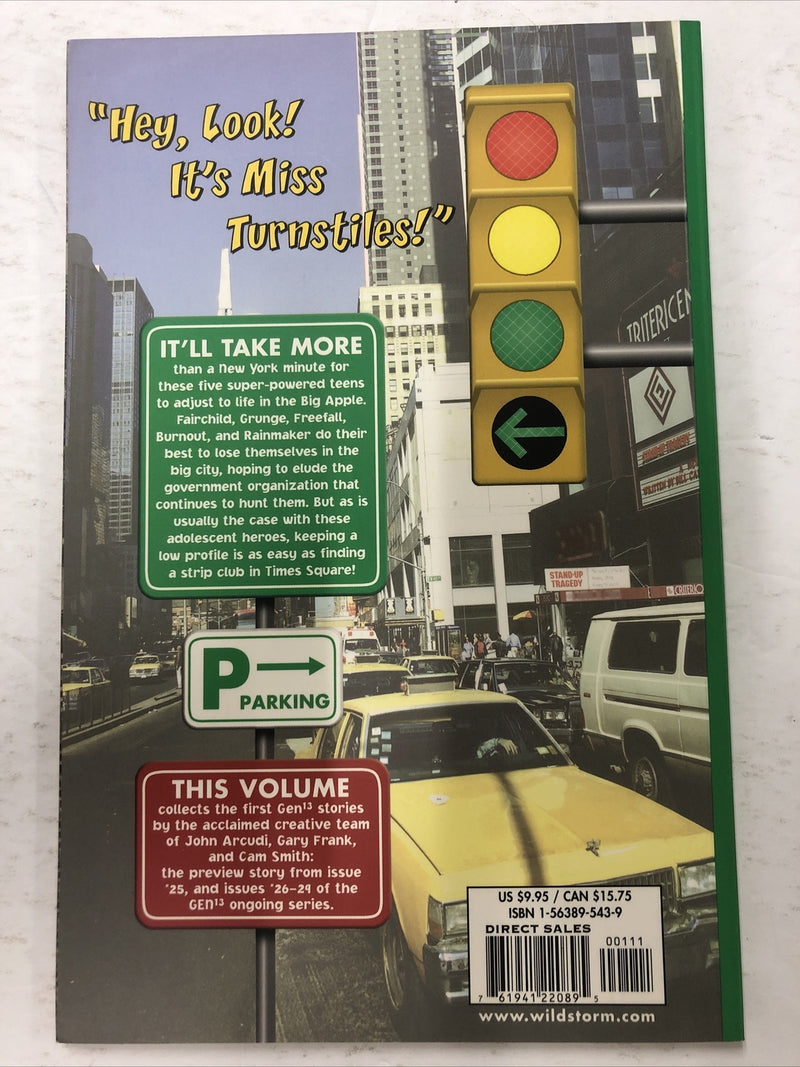 "Hey, Look!
It's Miss
Turnstiles!"
IT'LL TAKE MORE
than a New York minute for
these five super-powered teens
to adjust to life in the Big Apple.
Fairchild, Grunge, Freefall,
Burnout, and Rainmaker do their
best to lose themselves in the
big city, hoping to elude the
government organization that
continues to hunt them. But as is
usually the case with these
adolescent heroes, keeping a
low profile is as easy as finding
a strip club in Times Square!
TRITERICEN
STAND-UP
TRAGEDY
CRITERIO
P
PARKING
THIS VOLUME
collects the first Gen¹³ stories
by the acclaimed creative team
of John Arcudi, Gary Frank,
and Cam Smith:
the preview story from issue
#25, and issues #26-29 of the
GEN¹³ ongoing series.
US $9.95 / CAN $15.75
ISBN 1-56389-543-9
DIRECT SALES
00111
7 61941 22089 5
www.wildstorm.com